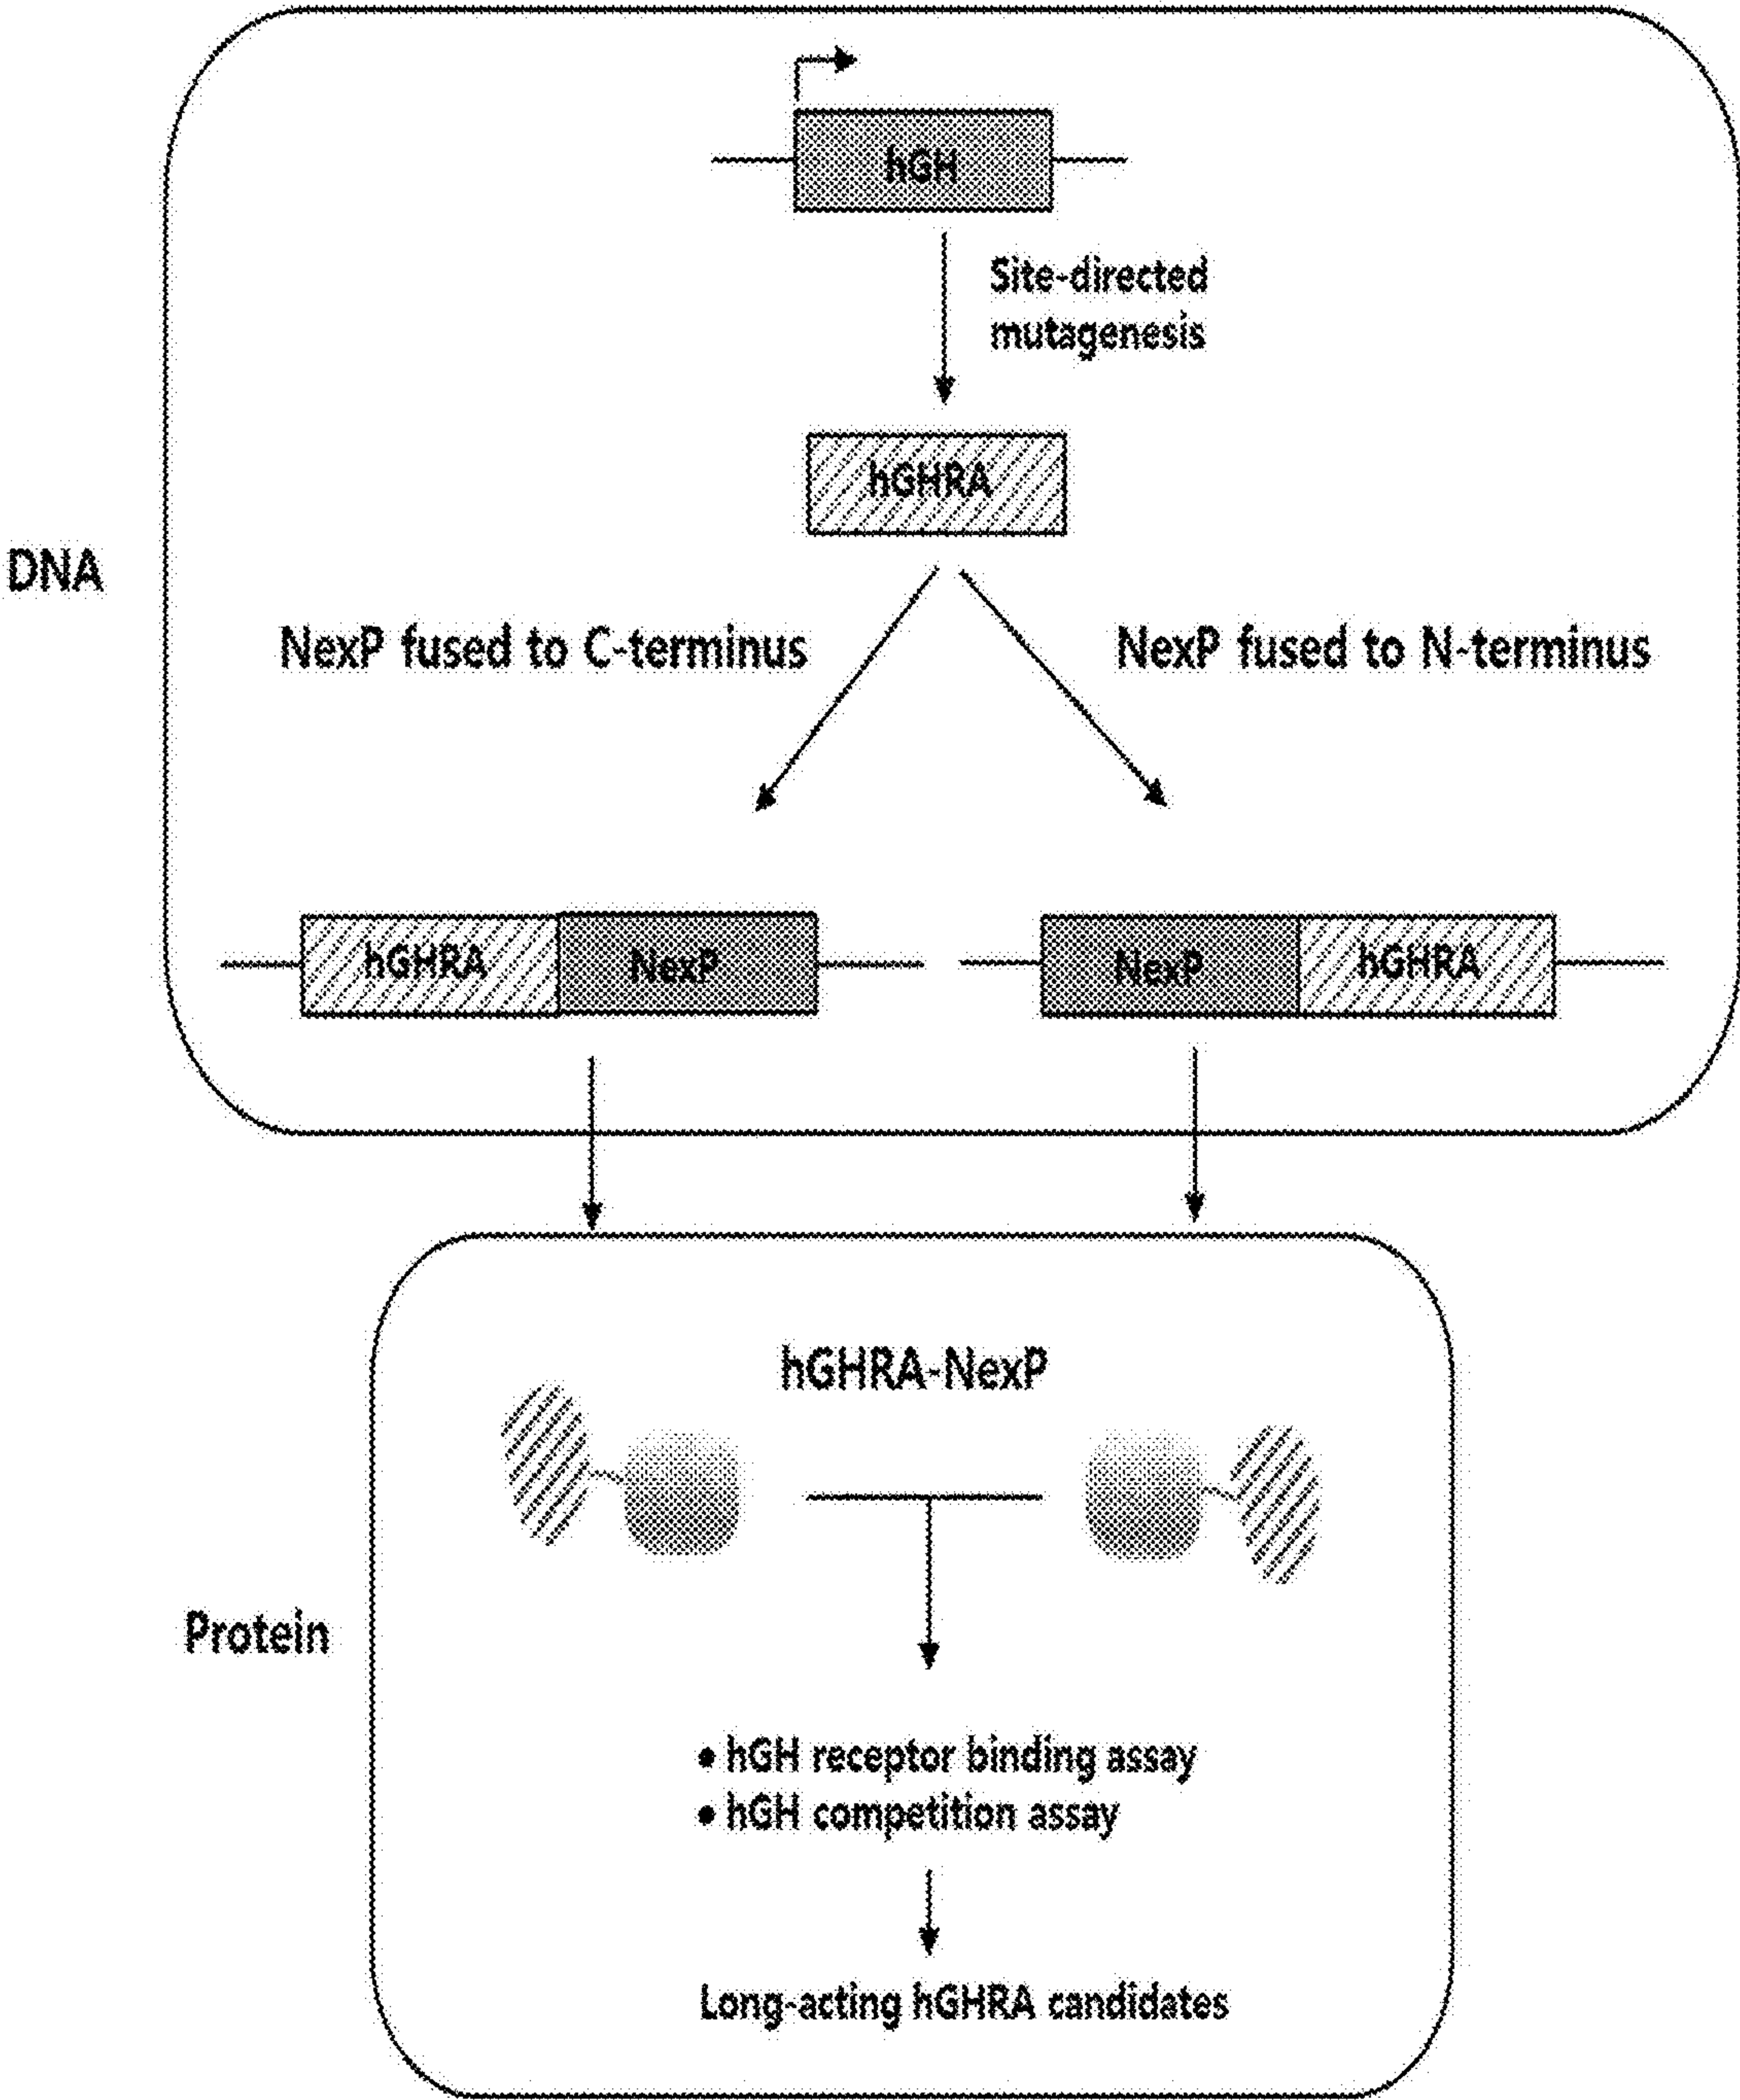 hGH
Site-directed
mutagenesis
hGHRA
DNA
NexP fused to C-terminus
NexP fused to N-terminus
hGHRA
NexP
NexP
hGHRA
hGHRA-NexP
Protein
• hGH receptor binding assay
• hGH competition assay
Long-acting hGHRA candidates